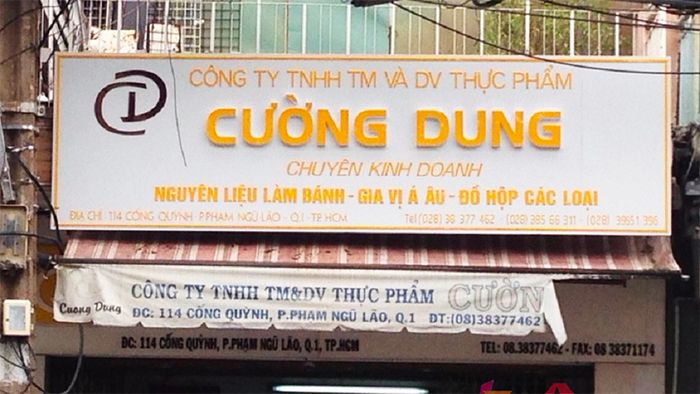 CÔNG TY TNHH TM VÀ DV THỰC PHẨM
CƯỜNG DUNG
CHUYÊN KINH DOANH
NGUYÊN LIỆU LÀM BÁNH - GIA VỊ Á ÂU - ĐỒ HỘP CÁC LOẠI
ĐỊA CHỈ: 114 CỐNG QUỲNH, P.PHẠM NGŨ LÃO - Q.1 - TP.HCM Tel (028) 38 377 462 - (028) 385 66 311 - (028) 39651 396
CÔNG TY TNHH TM&DV THỰC PHẨM CƯỜN
Cuong Dung ĐC: 114 CỐNG QUỲNH, P.PHẠM NGŨ LÃO, Q.1 ĐT:(08)38377462
ĐC: 114 CỐNG QUỲNH, P.PHẠM NGŨ LÃO, Q.1, TP.HCM TEL: 08.38377462 - FAX: 08 38371174